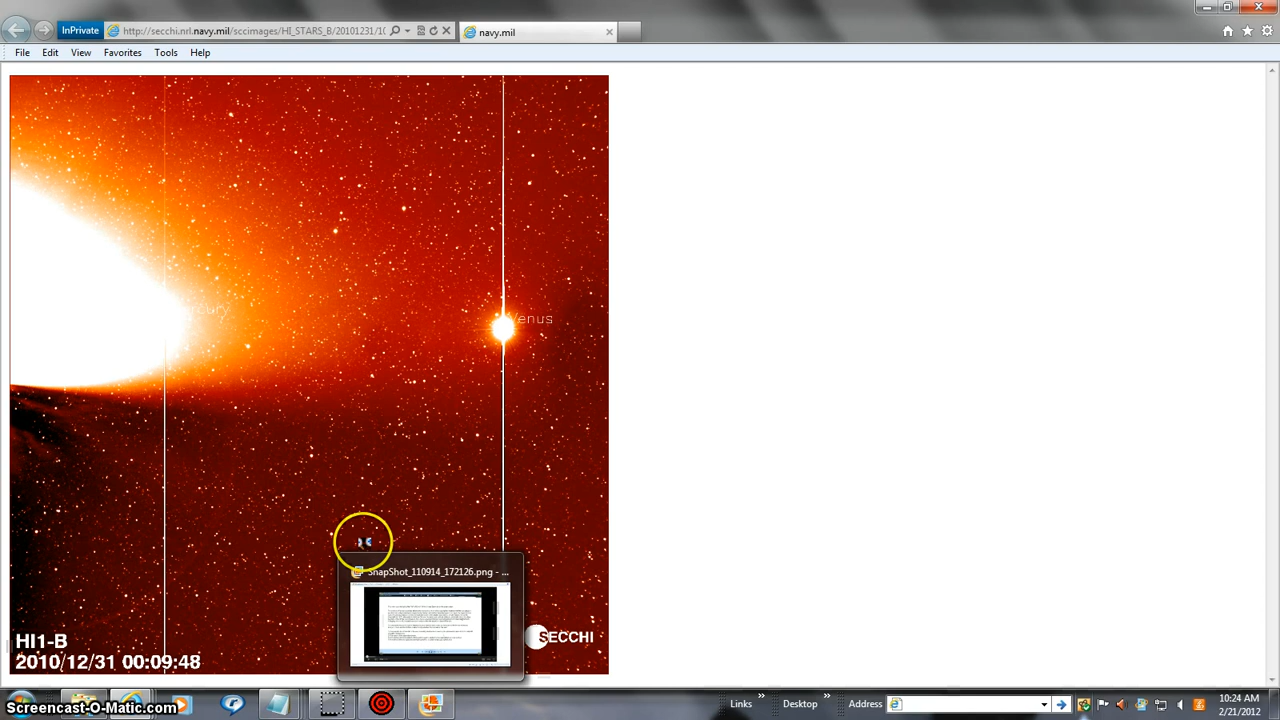 InPrivate
http://secchi.nrl.navy.mil/sccimages/HI_STARS_B/20101231/10
navy.mil
File Edit View Favorites Tools Help
rcury
Venus
SnapShot_110914_172126.png - ...
HI1-B
SECCHI
2010/12/31 00:09:48
Links
Desktop
Address
10:24 AM
2/21/2012
Screencast-O-Matic.com